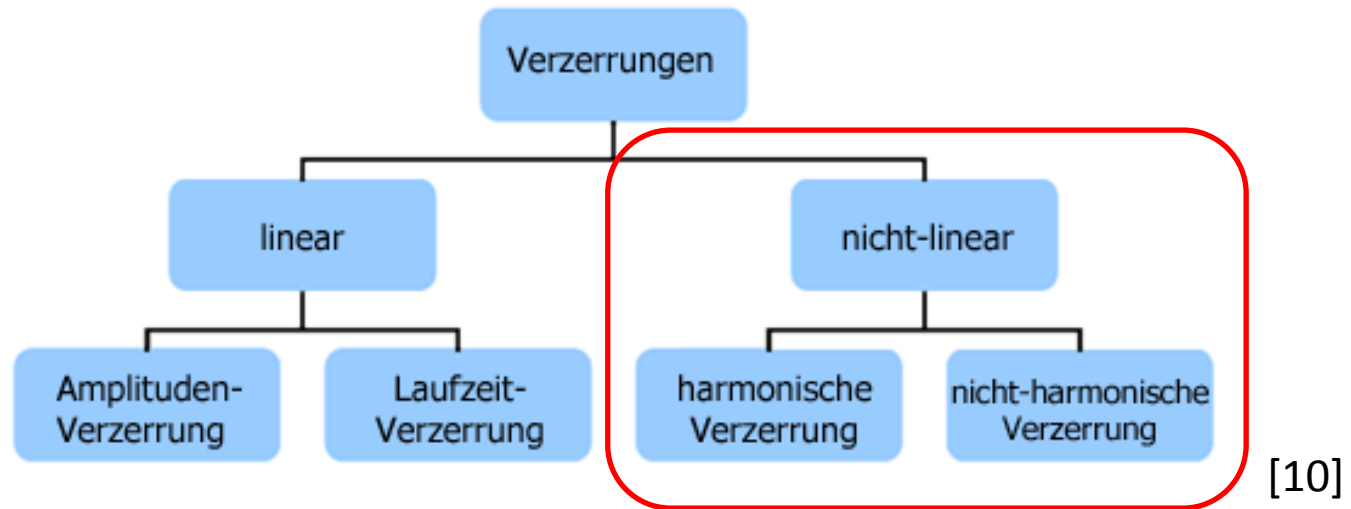 Verzerrungen
linear
nicht-linear
Amplituden-
Verzerrung
Laufzeit-
Verzerrung
harmonische
Verzerrung
nicht-harmonische
Verzerrung
[10]